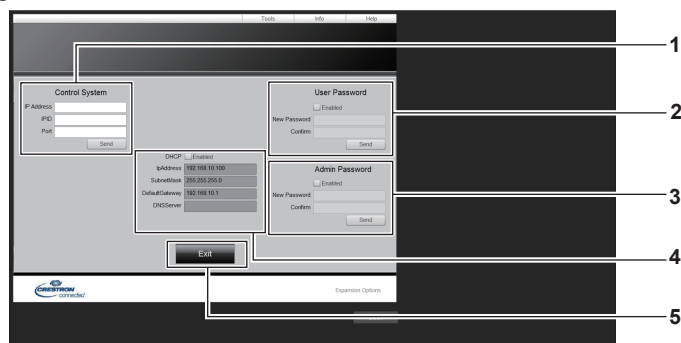 Tools Info Help
1
Control System
IP Address
IPID
Port
Send
User Password
Enabled
New Password
Confirm
Send
2
DHCP Enabled
IpAddress 192.168.10.100
SubnetMask 255.255.255.0
DefaultGateway 192.168.10.1
DNSServer
Admin Password
Enabled
New Password
Confirm
Send
3
4
Exit
CRESTRON
connected
Expansion Options
5